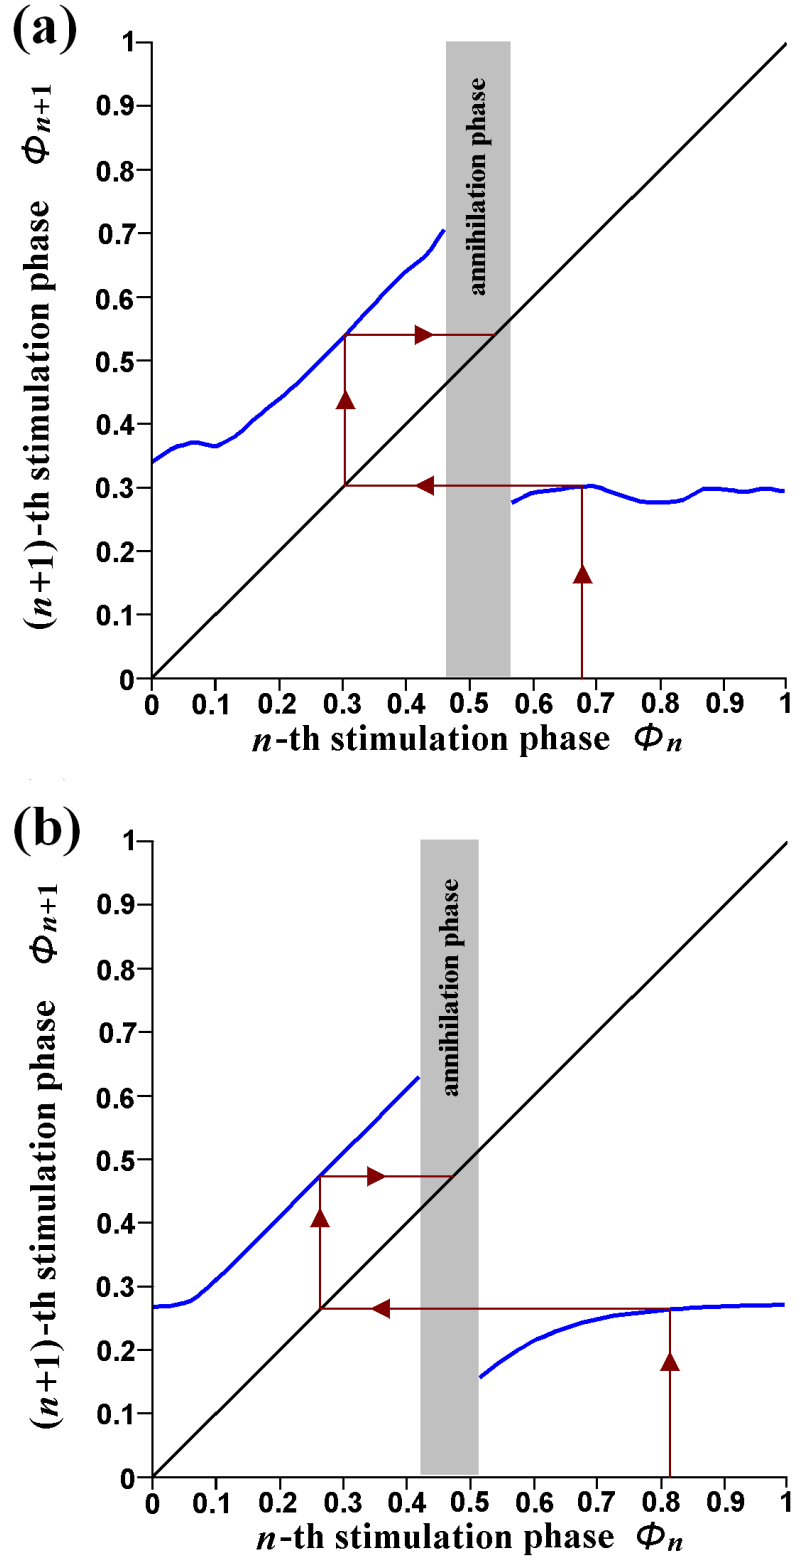 (a)
(n+1)-th stimulation phase Φn+1
1
0.9
0.8
0.7
0.6
0.5
0.4
0.3
0.2
0.1
0
annihilation phase
0 0.1 0.2 0.3 0.4 0.5 0.6 0.7 0.8 0.9 1
n-th stimulation phase Φn
(b)
(n+1)-th stimulation phase Φn+1
1
0.9
0.8
0.7
0.6
0.5
0.4
0.3
0.2
0.1
0
annihilation phase
0 0.1 0.2 0.3 0.4 0.5 0.6 0.7 0.8 0.9 1
n-th stimulation phase Φn